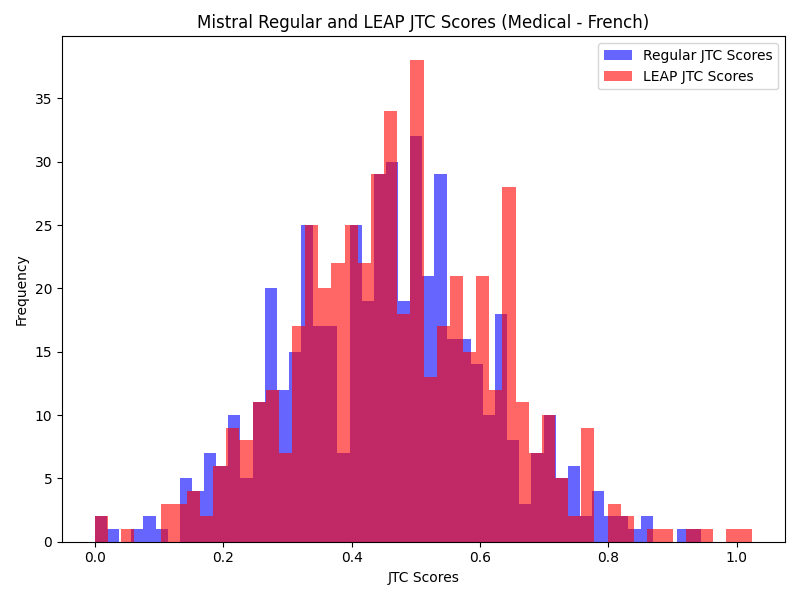 Mistral Regular and LEAP JTC Scores (Medical - French)
Regular JTC Scores
LEAP JTC Scores
Frequency
35
30
25
20
15
10
5
0
0.0 0.2 0.4 0.6 0.8 1.0
JTC Scores